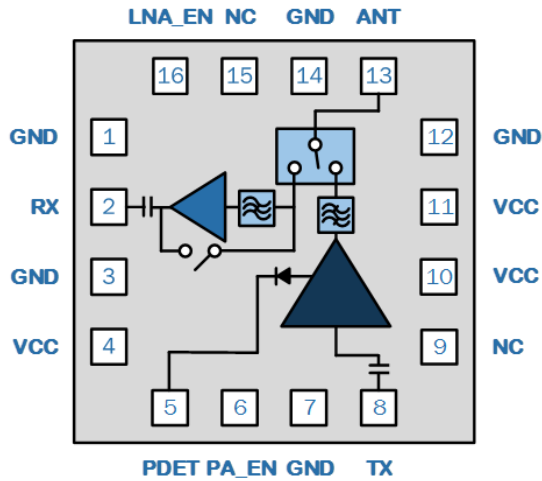 LNA_EN NC GND ANT
16 15 14 13
GND 1 12 GND
RX 2 11 VCC
GND 3 10 VCC
VCC 4 9 NC
5 6 7 8
PDET PA_EN GND TX